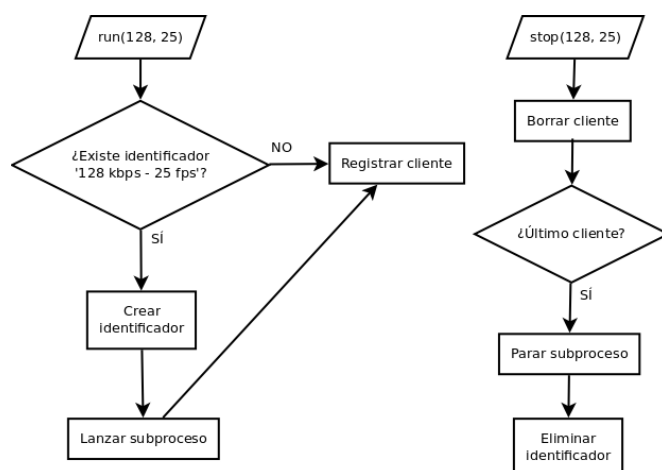 run(128, 25)
¿Existe identificador
'128 kbps - 25 fps'?
NO
Registrar cliente
SÍ
Crear
identificador
Lanzar subproceso
stop(128, 25)
Borrar cliente
¿Último cliente?
SÍ
Parar subproceso
Eliminar
identificador